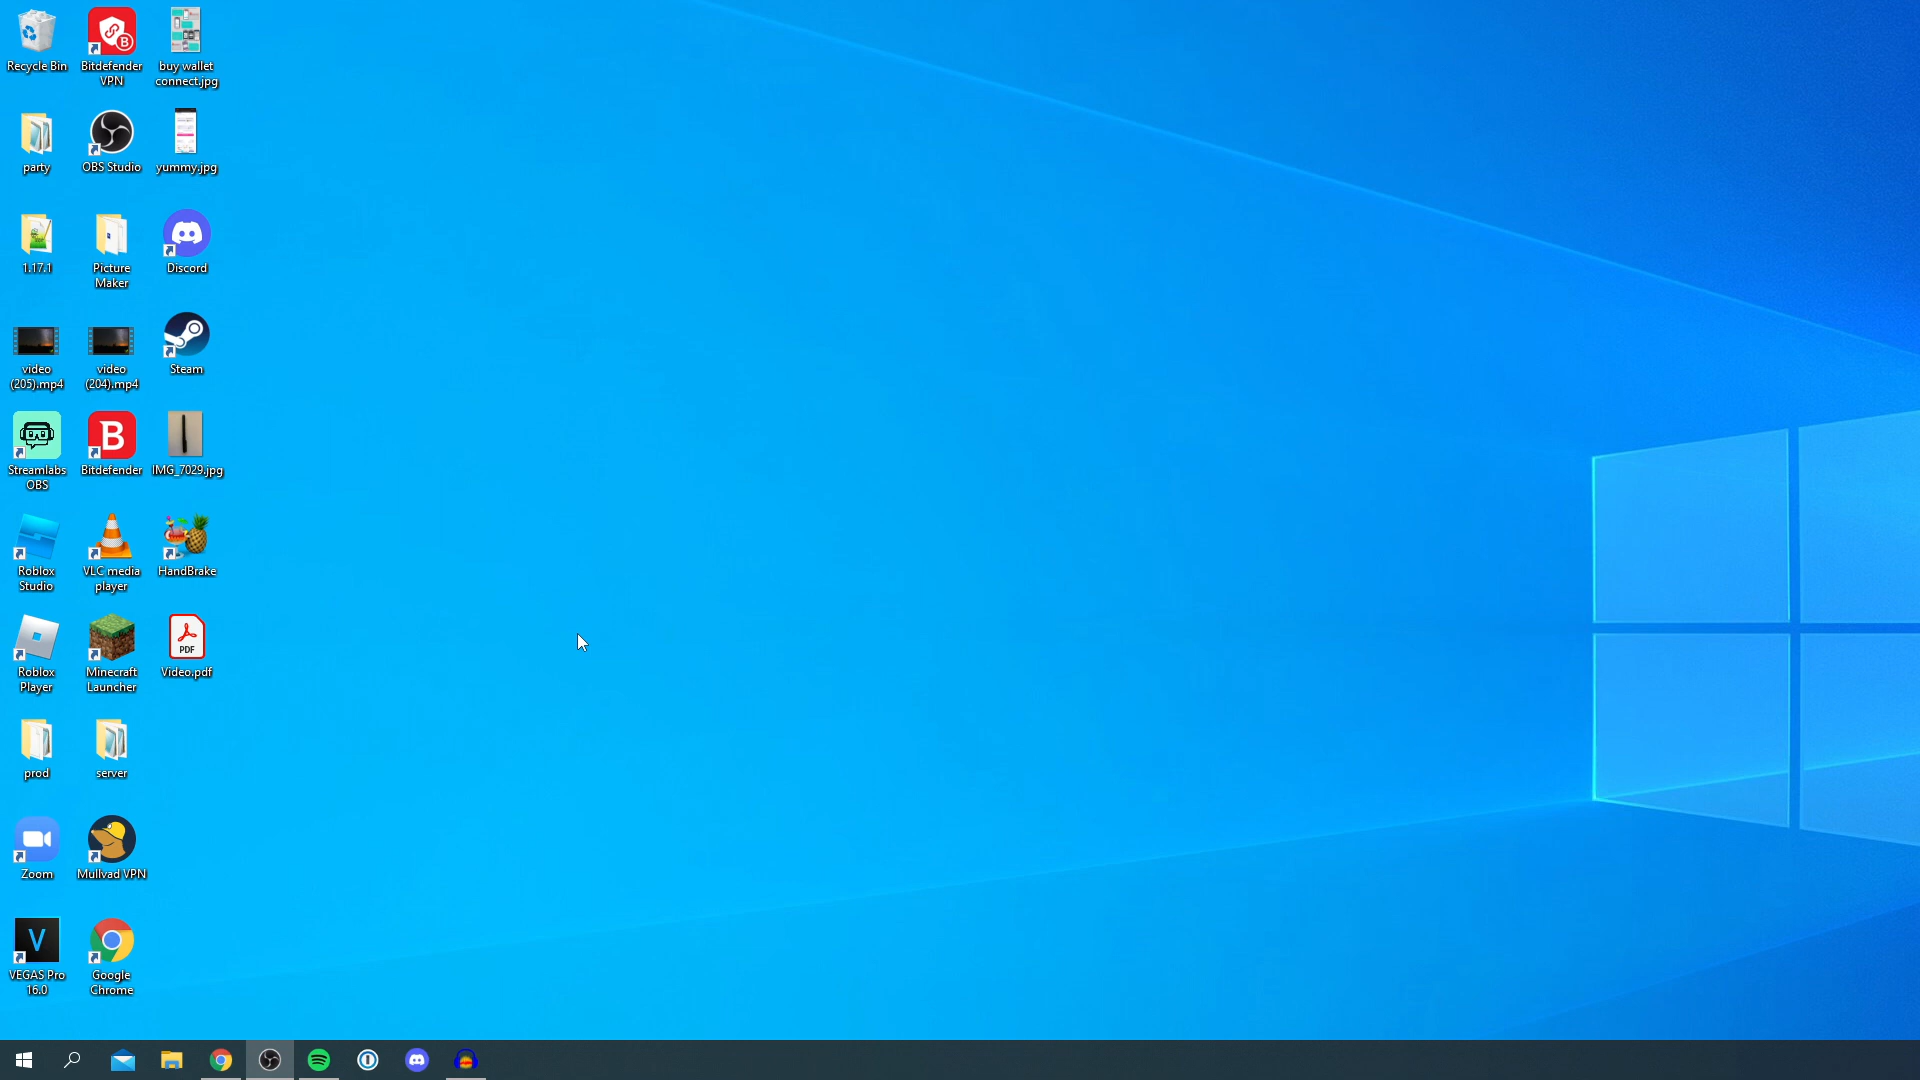 Recycle Bin
Bitdefender
VPN
buy wallet
connect.jpg
party
OBS Studio
yummy.jpg
1.17.1
Picture
Maker
Discord
video
(205).mp4
video
(204).mp4
Steam
Streamlabs
OBS
B
Bitdefender
IMG_7029.jpg
Roblox
Studio
VLC media
player
HandBrake
Roblox
Player
Minecraft
Launcher
PDF
Video.pdf
prod
server
Zoom
Mullvad VPN
V
VEGAS Pro
16.0
Google
Chrome